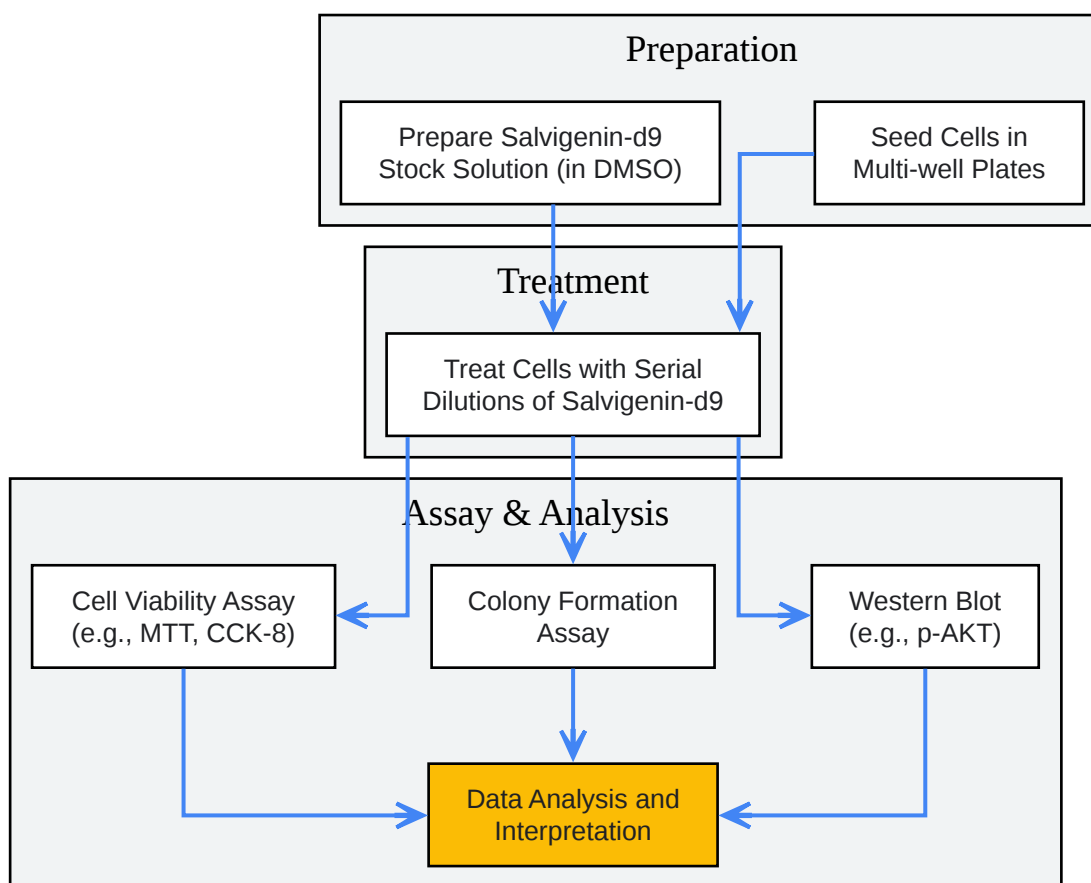 Preparation
Prepare Salvigenin-d9
Stock Solution (in DMSO)
Seed Cells in
Multi-well Plates
Treatment
Treat Cells with Serial
Dilutions of Salvigenin-d9
Assay & Analysis
Cell Viability Assay
(e.g., MTT, CCK-8)
Colony Formation
Assay
Western Blot
(e.g., p-AKT)
Data Analysis and
Interpretation